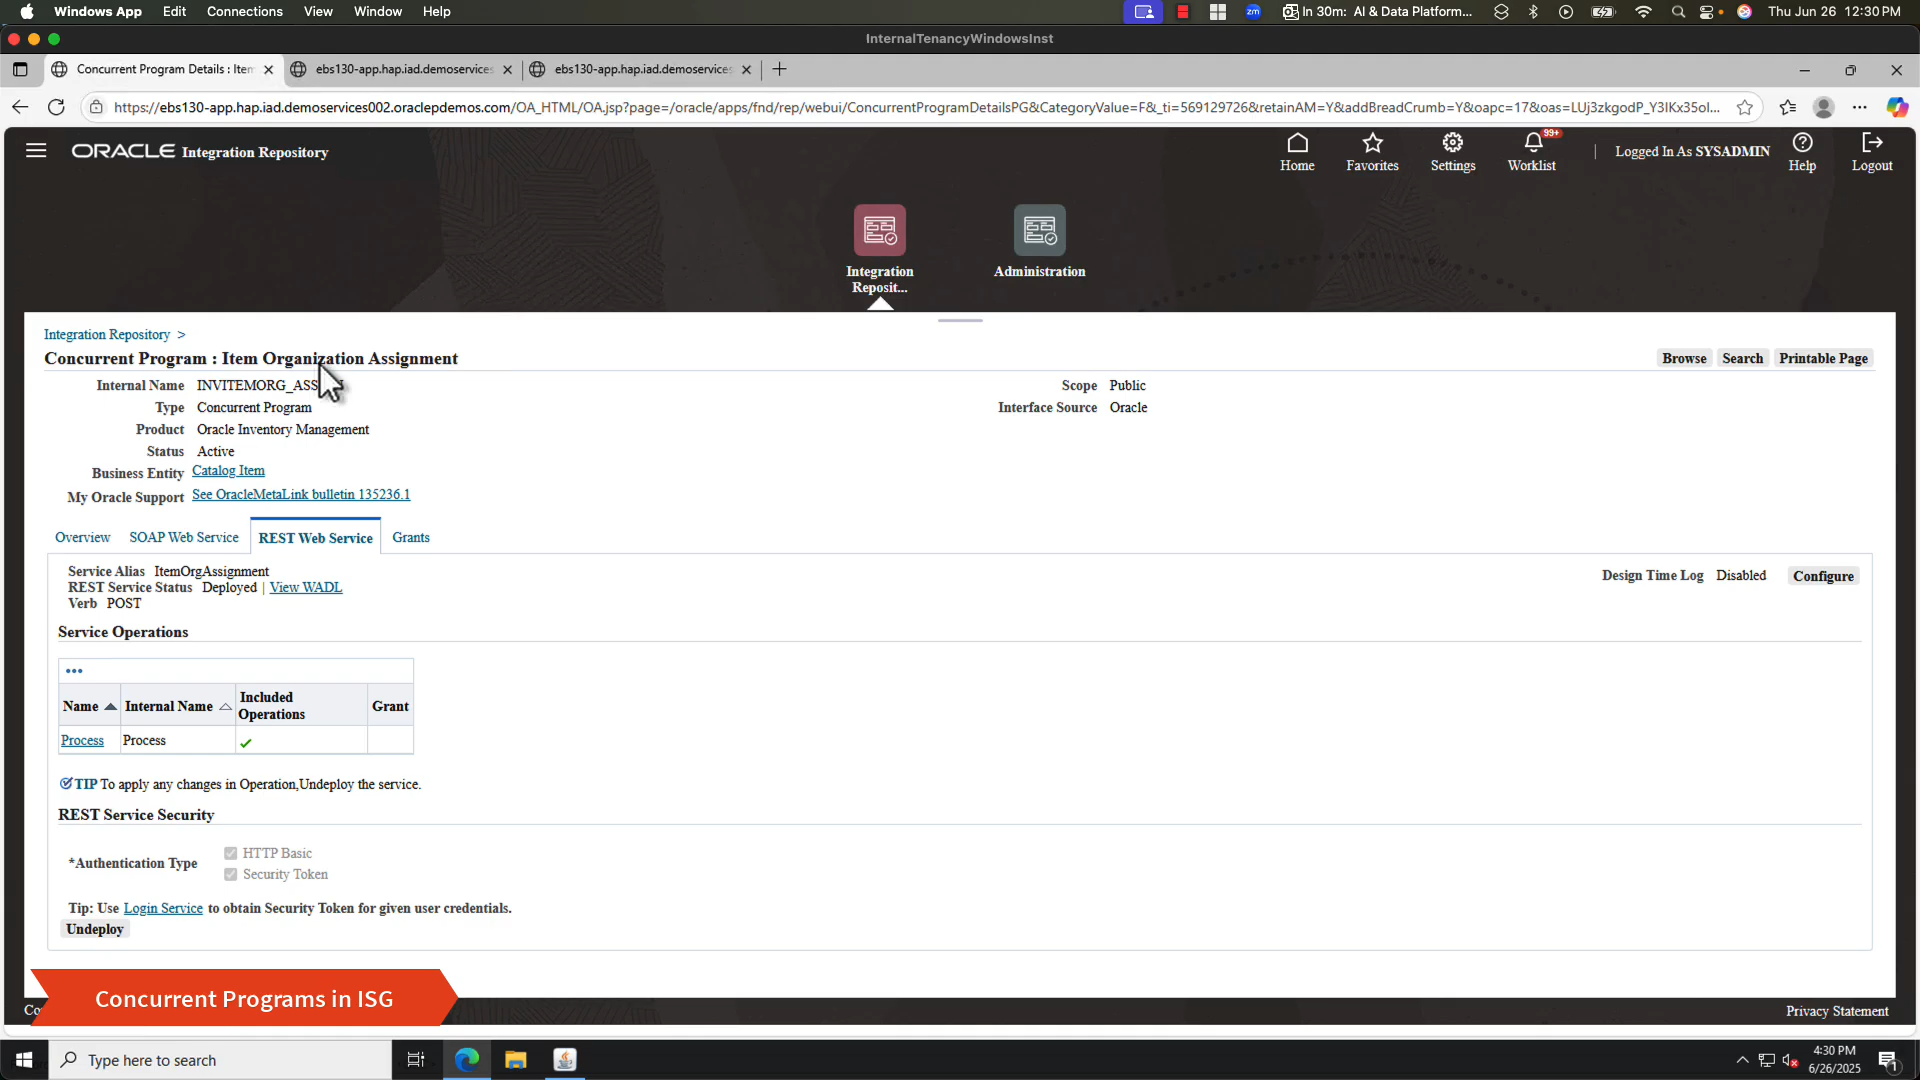 Windows App Edit Connections View Window Help
zm In 30m: AI & Data Platform... Thu Jun 26 12:30 PM
InternalTenancyWindowsInst
Concurrent Program Details : Item
ebs130-app.hap.iad.demoservices
ebs130-app.hap.iad.demoservices
https://ebs130-app.hap.iad.demoservices002.oraclepdemos.com/OA_HTML/OA.jsp?page=/oracle/apps/fnd/rep/webui/ConcurrentProgramDetailsPG&CategoryValue=F&_ti=569129726&retainAM=Y&addBreadCrumb=Y&oapc=17&oas=LUj3zkgodP_Y3IKx35oI...
ORACLE Integration Repository
Home
Favorites
Settings
99+
Worklist
Logged In As SYSADMIN
Help
Logout
Integration
Reposit...
Administration
Integration Repository >
Concurrent Program : Item Organization Assignment
Browse Search Printable Page
Internal Name INVITEMORG_ASS
Scope Public
Type Concurrent Program
Interface Source Oracle
Product Oracle Inventory Management
Status Active
Business Entity Catalog Item
My Oracle Support See OracleMetaLink bulletin 135236.1
Overview SOAP Web Service REST Web Service Grants
Service Alias ItemOrgAssignment
REST Service Status Deployed | View WADL
Verb POST
Design Time Log Disabled Configure
Service Operations
Name Internal Name Included Operations Grant
Process Process
TIP To apply any changes in Operation,Undeploy the service.
REST Service Security
*Authentication Type
HTTP Basic
Security Token
Tip: Use Login Service to obtain Security Token for given user credentials.
Undeploy
Concurrent Programs in ISG
Privacy Statement
Type here to search
4:30 PM
6/26/2025
1